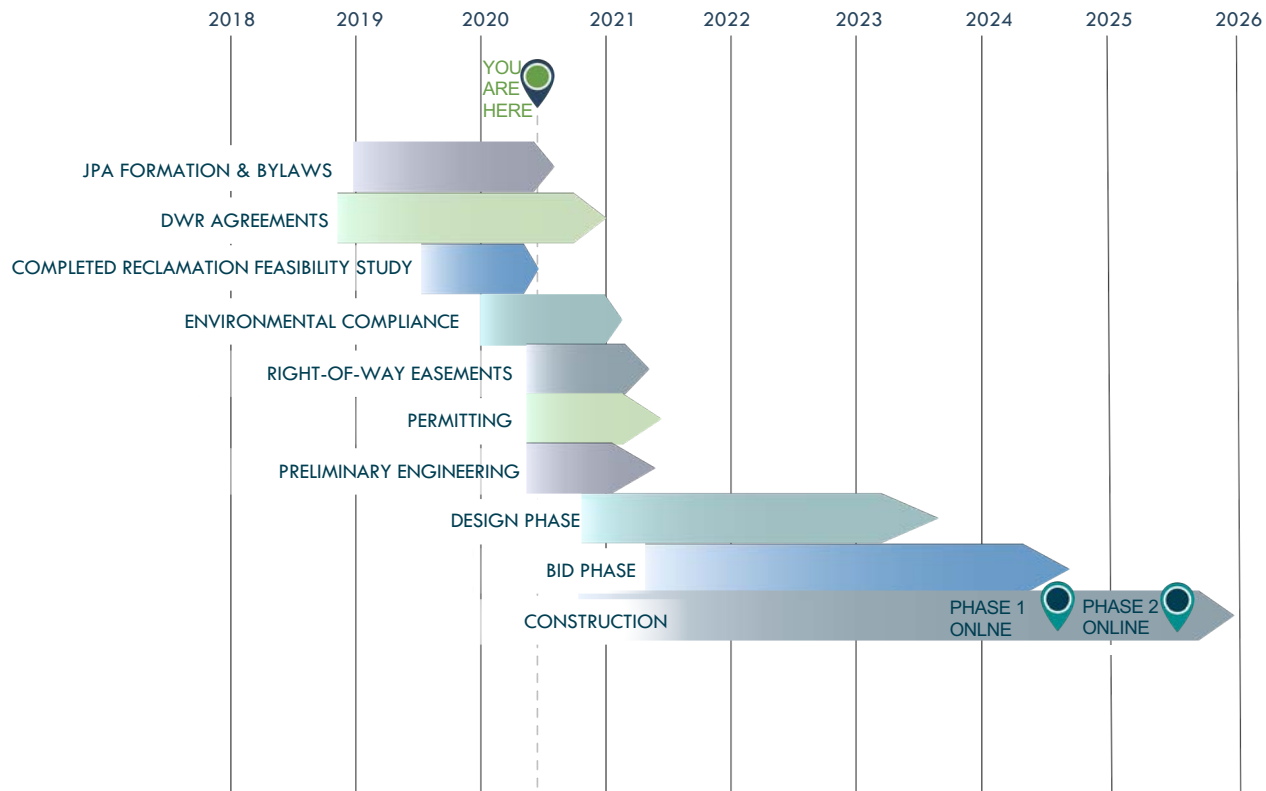 2018 2019 2020 2021 2022 2023 2024 2025 2026
YOU
ARE
HERE
JPA FORMATION & BYLAWS
DWR AGREEMENTS
COMPLETED RECLAMATION FEASIBILITY STUDY
ENVIRONMENTAL COMPLIANCE
RIGHT-OF-WAY EASEMENTS
PERMITTING
PRELIMINARY ENGINEERING
DESIGN PHASE
BID PHASE
CONSTRUCTION
PHASE 1
ONLNE
PHASE 2
ONLINE